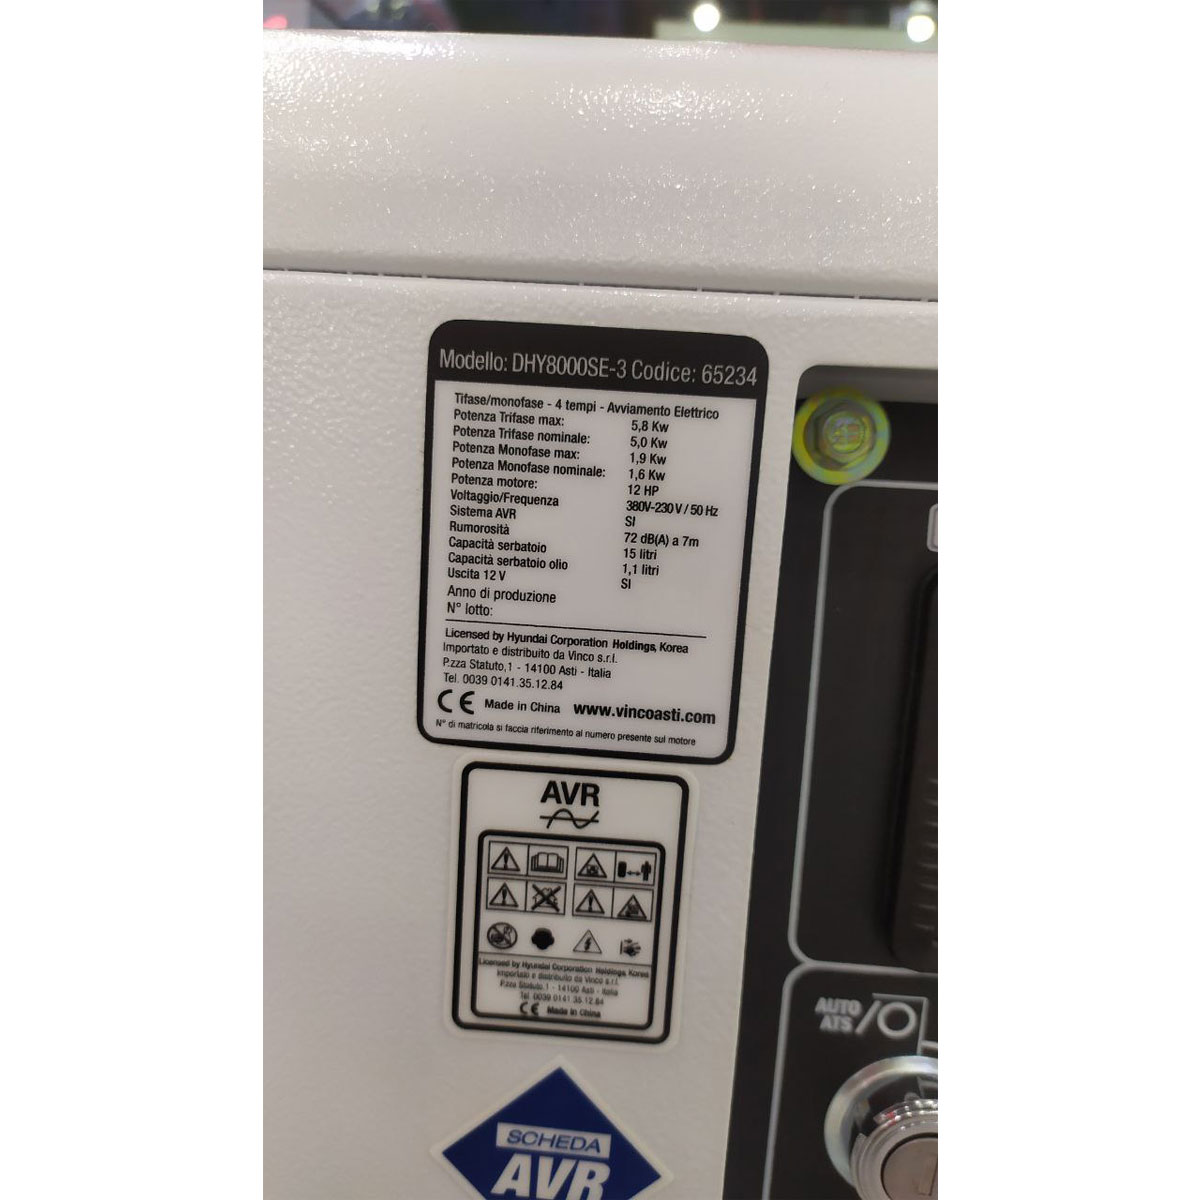 Modello: DHY8000SE-3 Codice: 65234
Tifase/monofase - 4 tempi - Avviamento Elettrico
Potenza Trifase max: 5,8 Kw
Potenza Trifase nominale: 5,0 Kw
Potenza Monofase max: 1,9 Kw
Potenza Monofase nominale: 1,6 Kw
Potenza motore: 12 HP
Voltaggio/Frequenza 380V-230 V / 50 Hz
Sistema AVR SI
Rumorosità 72 dB(A) a 7m
Capacità serbatoio 15 litri
Capacità serbatoio olio 1,1 litri
Uscita 12 V SI
Anno di produzione
N° lotto:
Licensed by Hyundai Corporation Holdings, Korea
Importato e distribuito da Vinco s.r.l.
P.zza Statuto,1 - 14100 Asti - Italia
Tel. 0039 0141.35.12.84
CE Made in China www.vincoasti.com
N° di matricola si faccia riferimento al numero presente sul motore
AVR
Licensed by Hyundai Corporation Holdings, Korea
Importato e distribuito da Vinco s.r.l.
P.zza Statuto, 1 - 14100 Asti - Italia
Tel. 0039 0141.35.12.84
CE Made in China
AUTO
ATS
SCHEDA
AVR